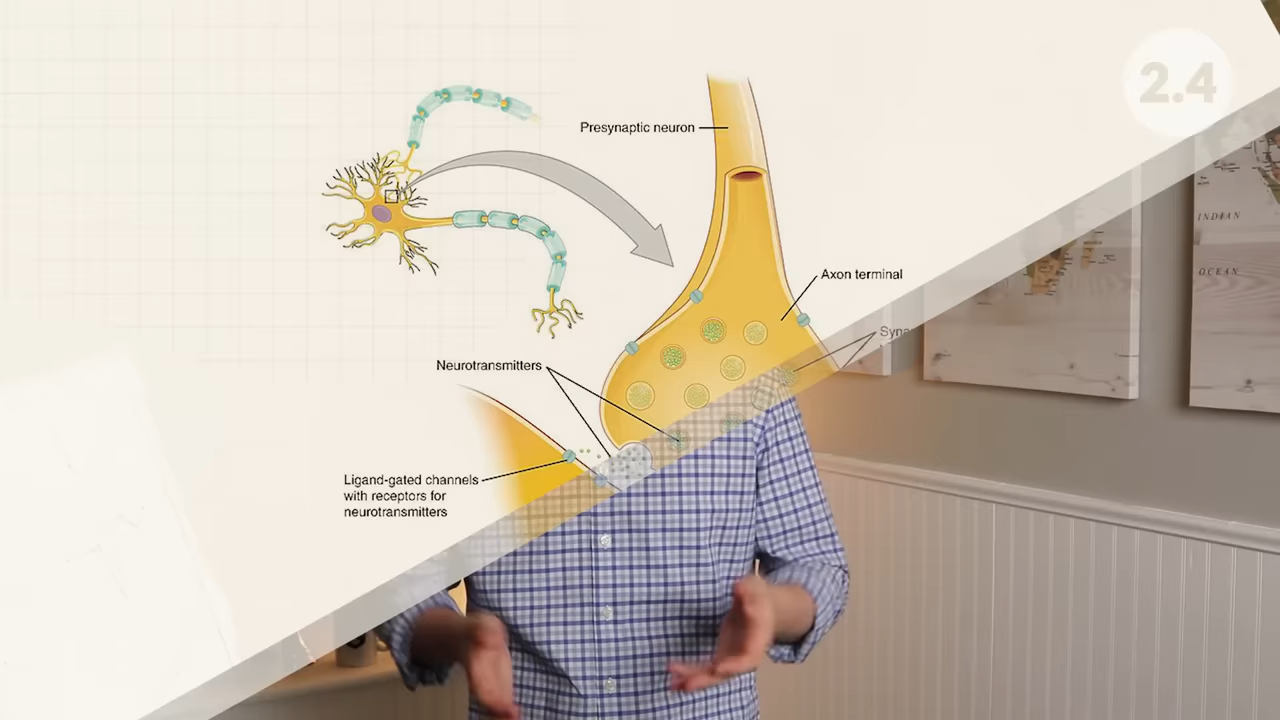 2.4
Presynaptic neuron
INDIAN
OCEAN
Axon terminal
Neurotransmitters
Ligand-gated channels
with receptors for
neurotransmitters